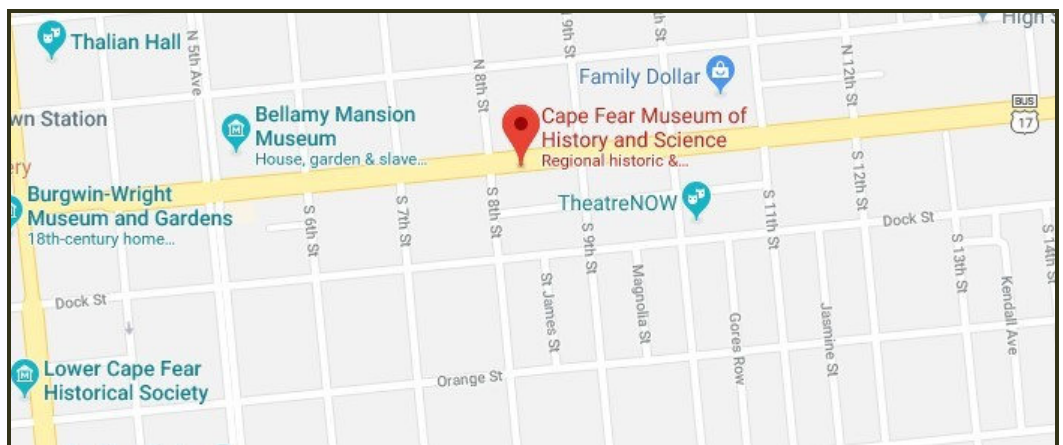 High S
Thalian Hall
N 5th Ave
N 8th St
N 9th St
th St
N 12th St
Family Dollar
BUS
17
wn Station
Bellamy Mansion
Museum
House, garden & slave...
Cape Fear Museum of
History and Science
Regional historic &...
ery
Burgwin-Wright
Museum and Gardens
18th-century home...
S 6th St
S 7th St
S 8th St
S 9th St
TheatreNOW
S 11th St
S 12th St
Dock St
S 13th St
S 14th St
Dock St
St James St
Magnolia St
Gores Row
Jasmine St
Kendall Ave
Lower Cape Fear
Historical Society
Orange St